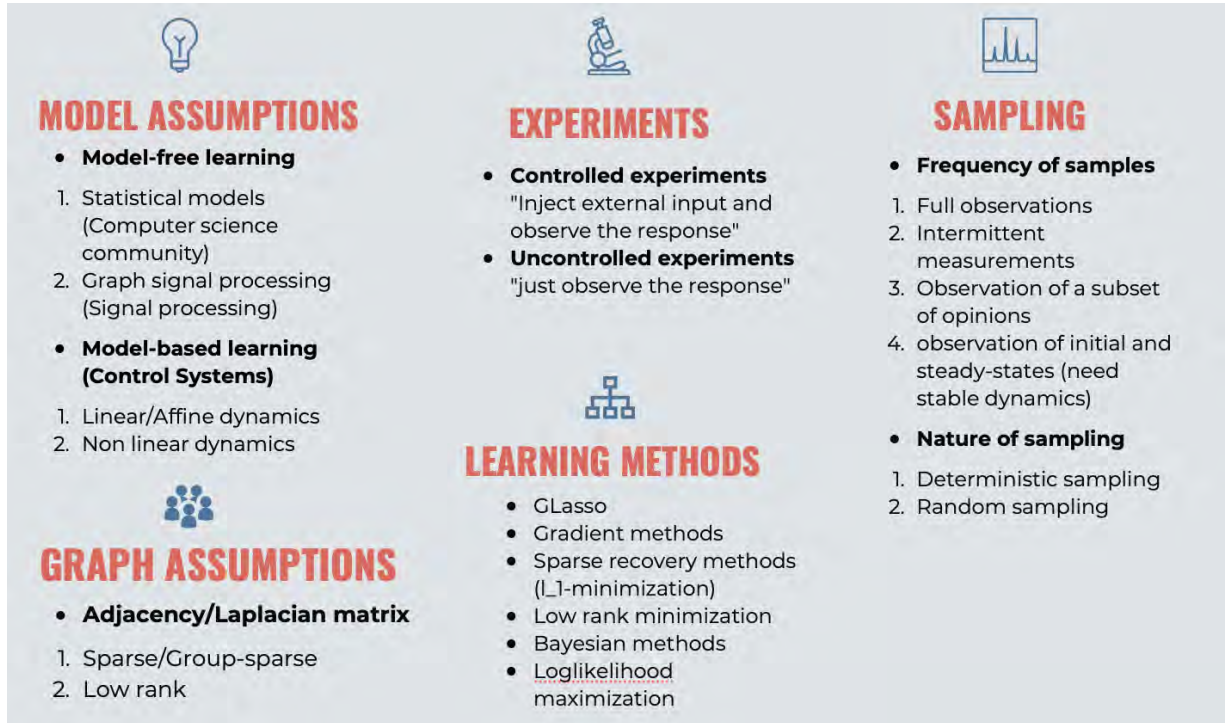 MODEL ASSUMPTIONS
• Model-free learning
1. Statistical models
(Computer science
community)
2. Graph signal processing
(Signal processing)
• Model-based learning
(Control Systems)
1. Linear/Affine dynamics
2. Non linear dynamics
GRAPH ASSUMPTIONS
• Adjacency/Laplacian matrix
1. Sparse/Group-sparse
2. Low rank
EXPERIMENTS
• Controlled experiments
"Inject external input and
observe the response"
• Uncontrolled experiments
"just observe the response"
LEARNING METHODS
• GLasso
• Gradient methods
• Sparse recovery methods
(l_1-minimization)
• Low rank minimization
• Bayesian methods
• Loglikelihood
maximization
SAMPLING
• Frequency of samples
1. Full observations
2. Intermittent
measurements
3. Observation of a subset
of opinions
4. observation of initial and
steady-states (need
stable dynamics)
• Nature of sampling
1. Deterministic sampling
2. Random sampling